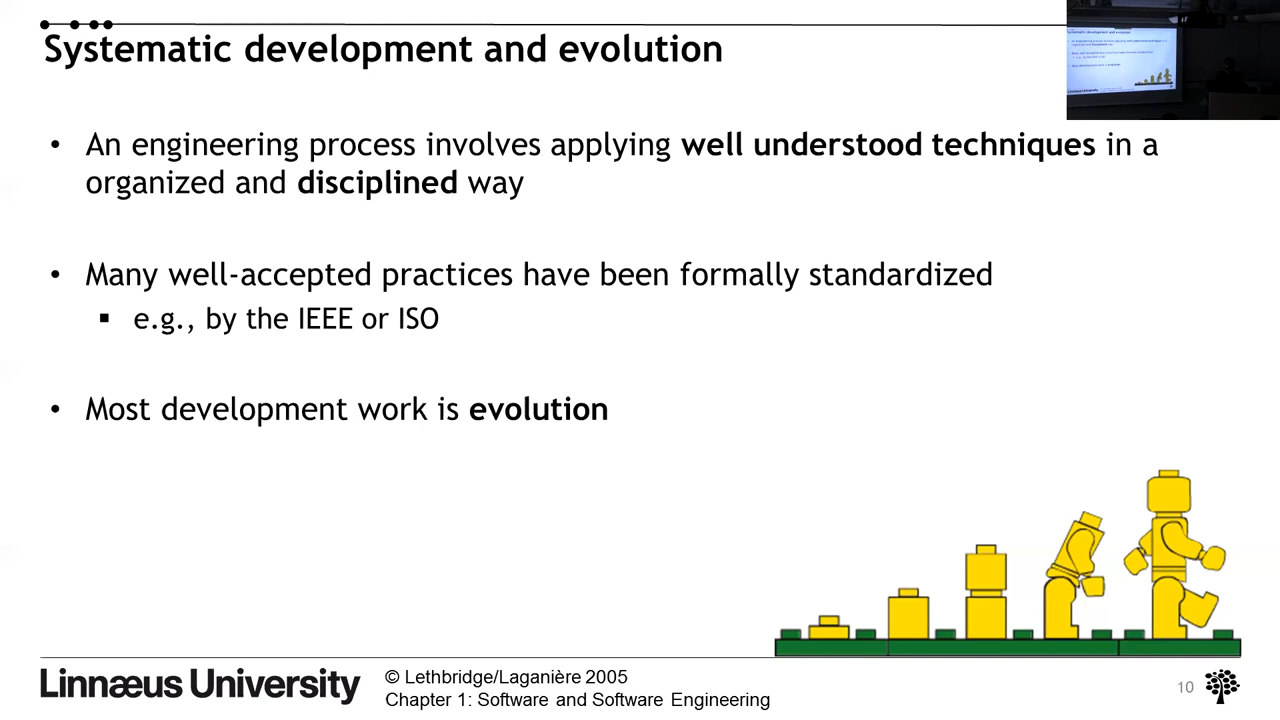 Systematic development and evolution
• An engineering process involves applying well understood techniques in a
organized and disciplined way
• Many well-accepted practices have been formally standardized
▪ e.g., by the IEEE or ISO
• Most development work is evolution
Linnæus University
© Lethbridge/Laganière 2005
Chapter 1: Software and Software Engineering
10